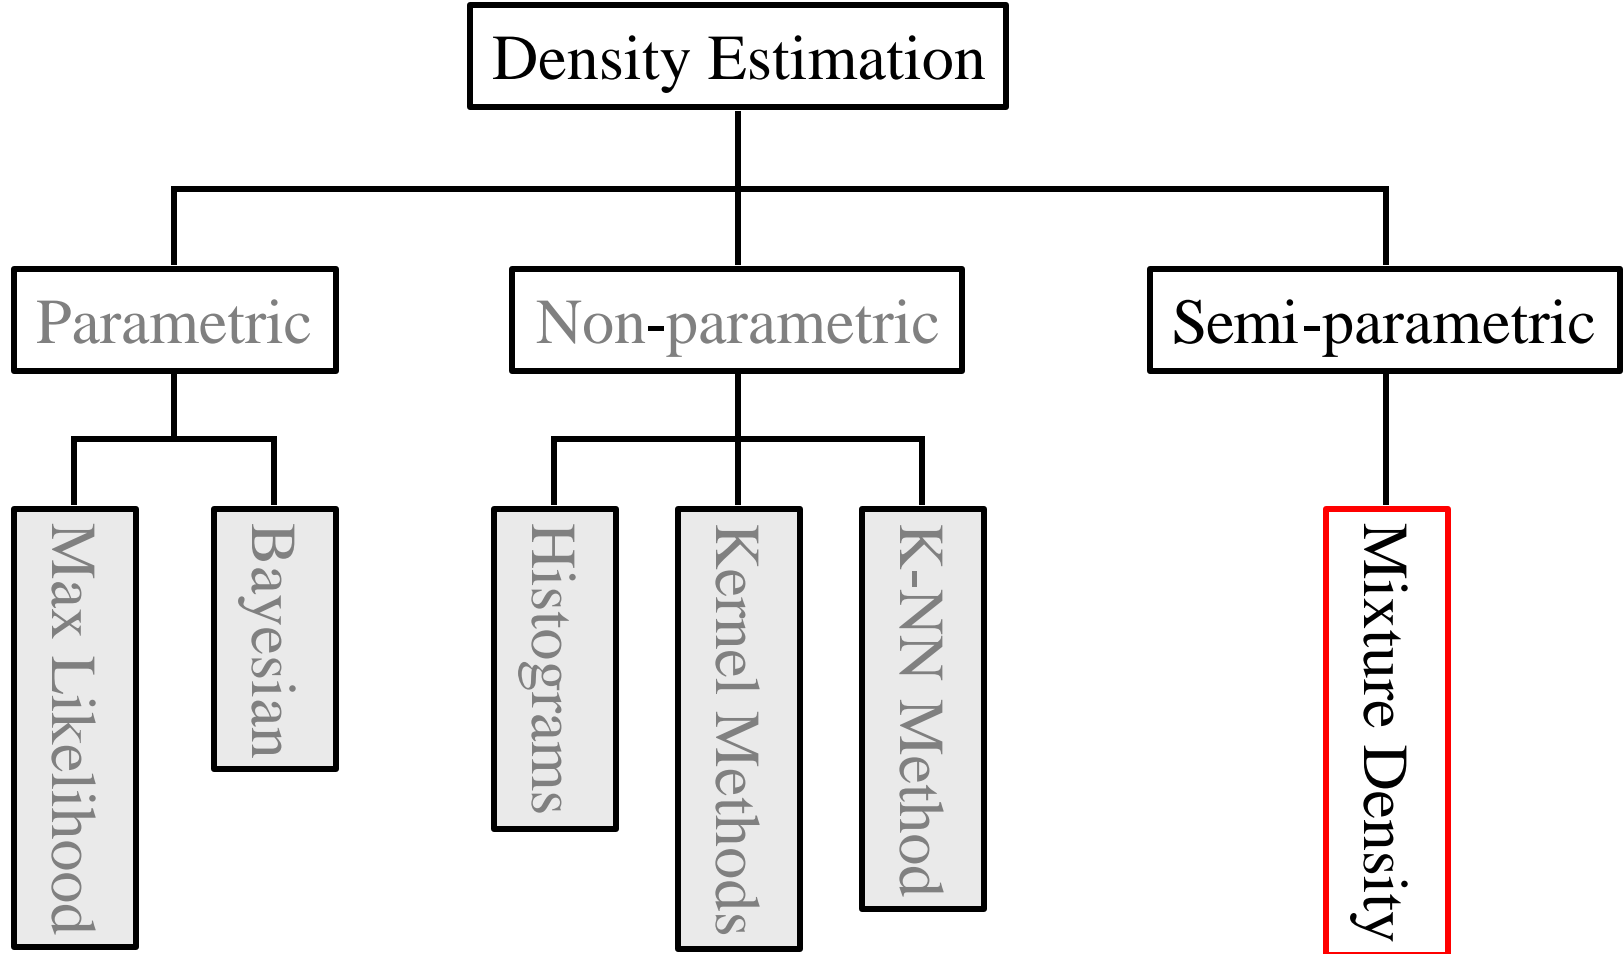 Density Estimation
Parametric
Non-parametric
Semi-parametric
Max Likelihood
Bayesian
Histograms
Kernel Methods
K-NN Method
Mixture Density